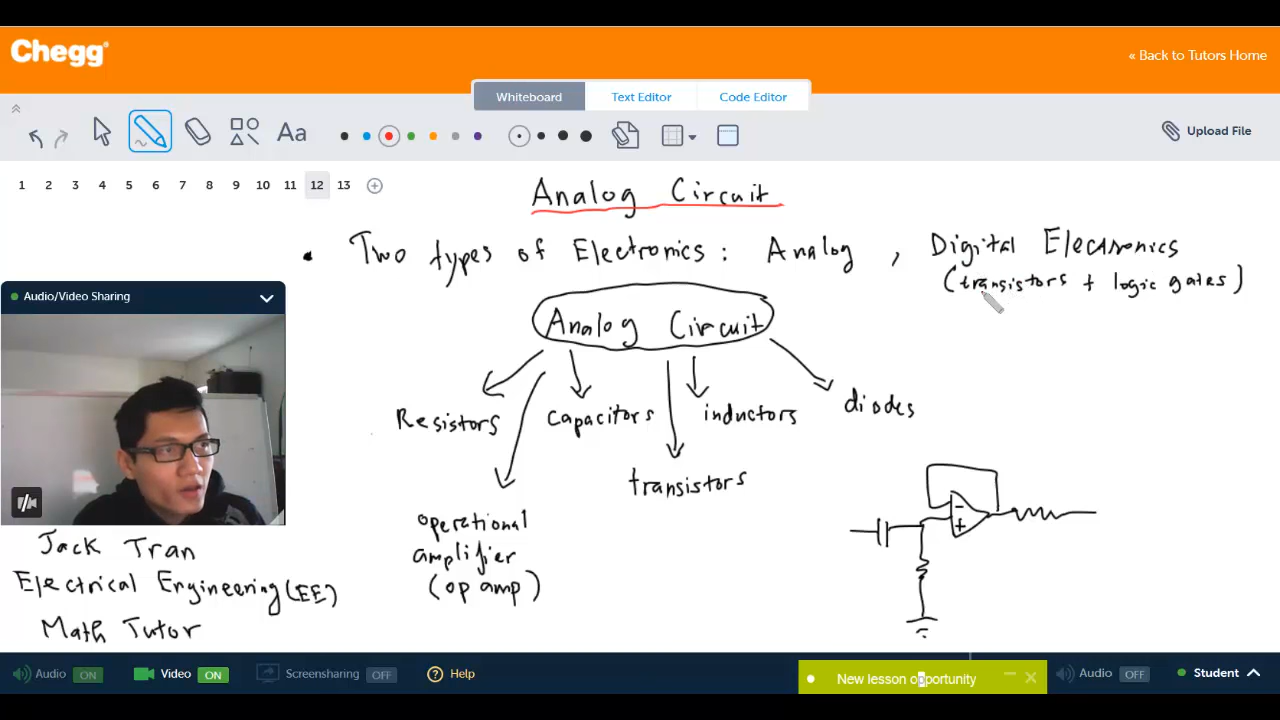 Chegg
« Back to Tutors Home
Whiteboard
Text Editor
Code Editor
Aa
Upload File
1 2 3 4 5 6 7 8 9 10 11 12 13
Analog Circuit
• Two types of Electronics: Analog, Digital Electronics
(transistors + logic gates)
Audio/Video Sharing
Analog Circuit
Resistors
capacitors
inductors
diodes
transistors
operational
amplifier
(op amp)
-
+
Jack Tran
Electrical Engineering (EE)
Math Tutor
Audio ON
Video ON
Screensharing OFF
? Help
New lesson opportunity
Audio OFF
Student